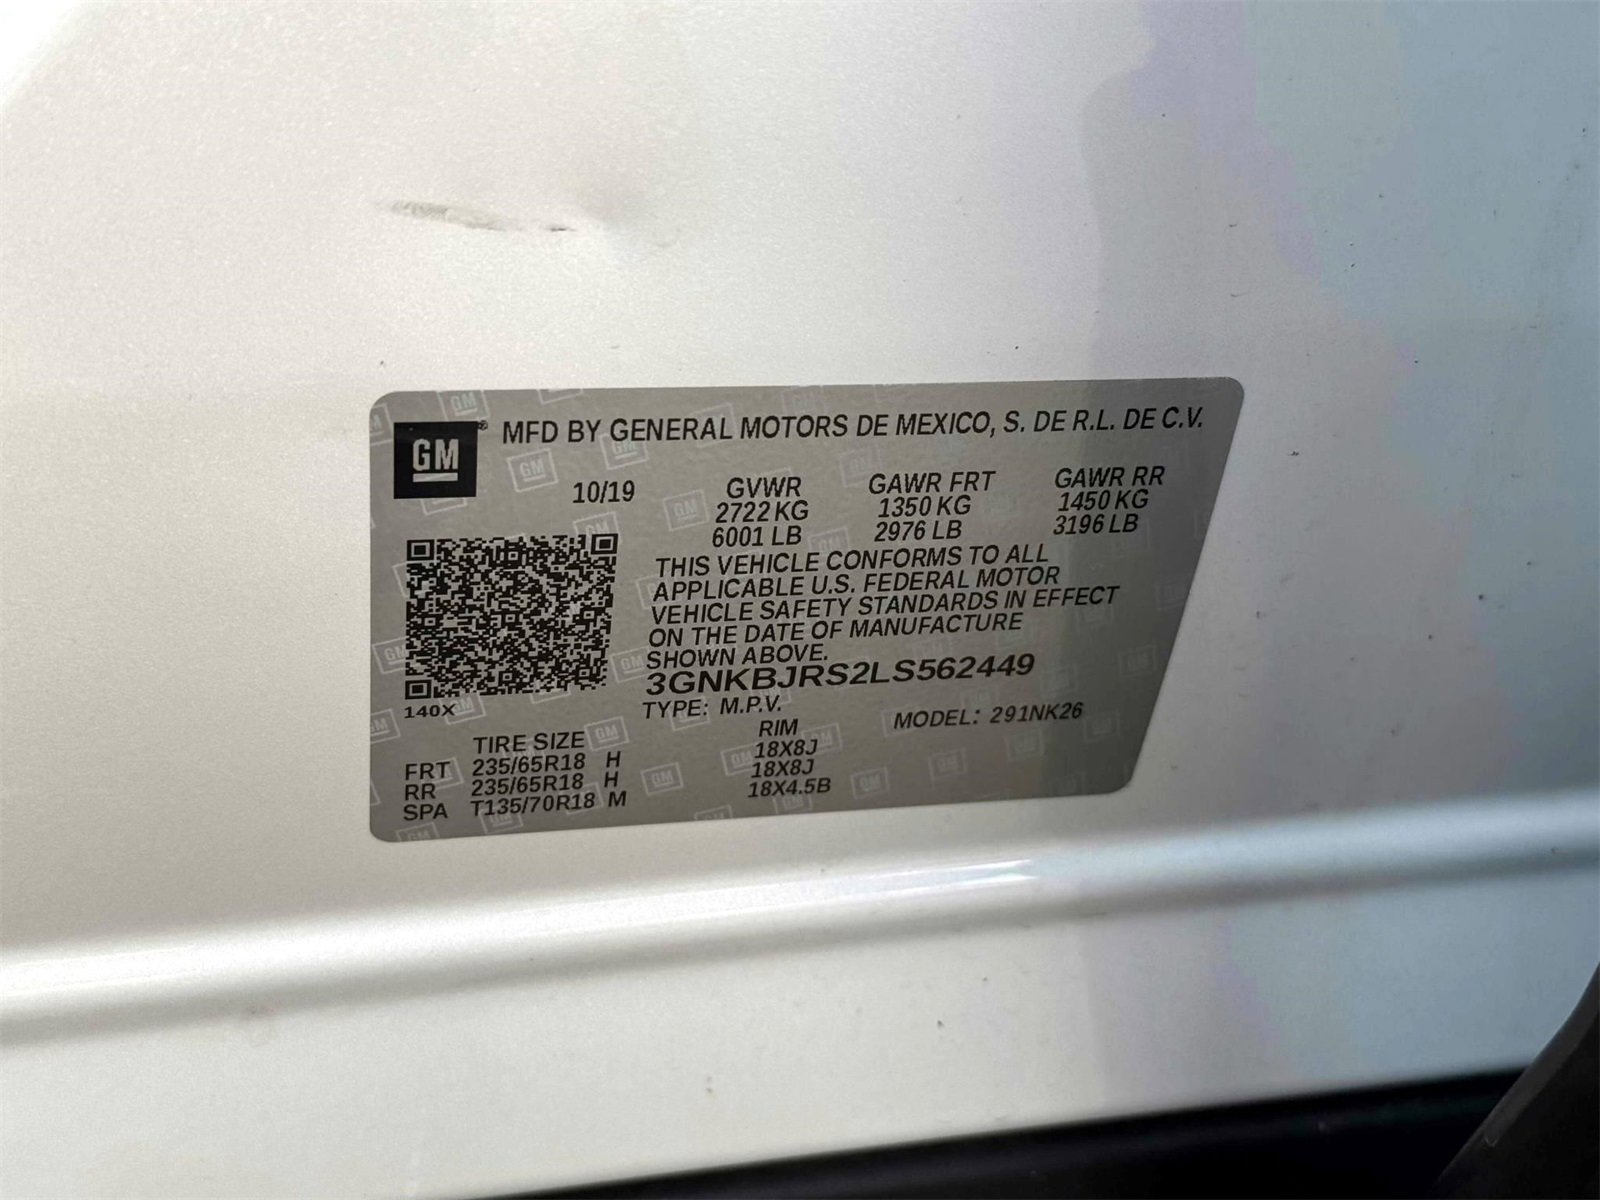 GM® MFD BY GENERAL MOTORS DE MEXICO, S. DE R.L. DE C.V.
10/19 GVWR GAWR FRT GAWR RR
2722 KG 1350 KG 1450 KG
6001 LB 2976 LB 3196 LB
THIS VEHICLE CONFORMS TO ALL
APPLICABLE U.S. FEDERAL MOTOR
VEHICLE SAFETY STANDARDS IN EFFECT
ON THE DATE OF MANUFACTURE
SHOWN ABOVE.
3GNKBJRS2LS562449
140X TYPE: M.P.V. MODEL: 291NK26
TIRE SIZE RIM
FRT 235/65R18 H 18X8J
RR 235/65R18 H 18X8J
SPA T135/70R18 M 18X4.5B